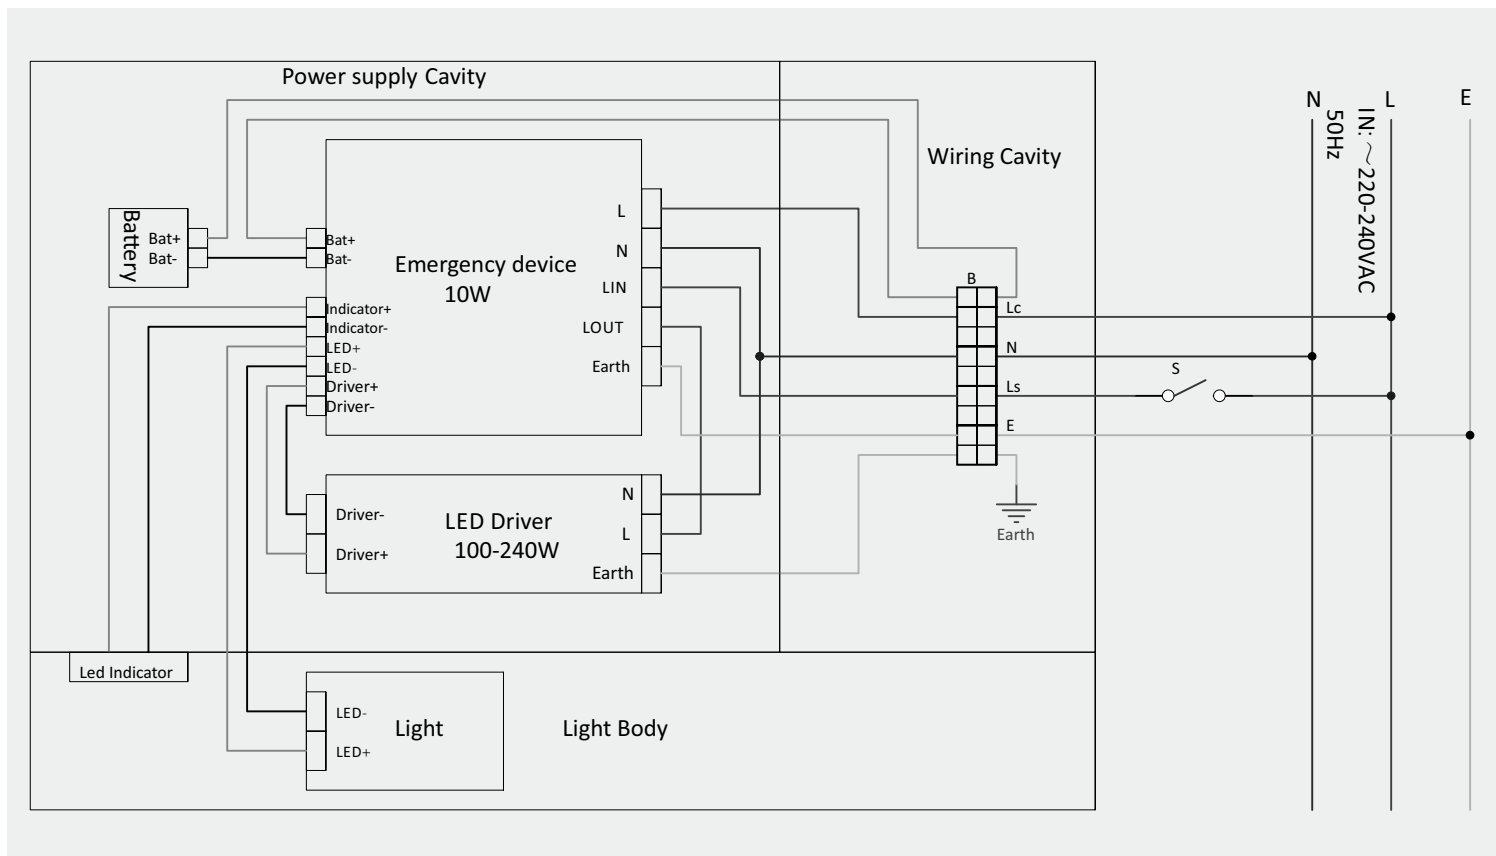 Power supply Cavity
Wiring Cavity
N
L
E
IN: ～220-240VAC
50Hz
Battery
Bat+
Bat-
Bat+
Bat-
Indicator+
Indicator-
LED+
LED-
Driver+
Driver-
Emergency device
10W
L
N
LIN
LOUT
Earth
B
Lc
N
Ls
E
S
Earth
Driver-
Driver+
LED Driver
100-240W
N
L
Earth
Led Indicator
LED-
LED+
Light
Light Body